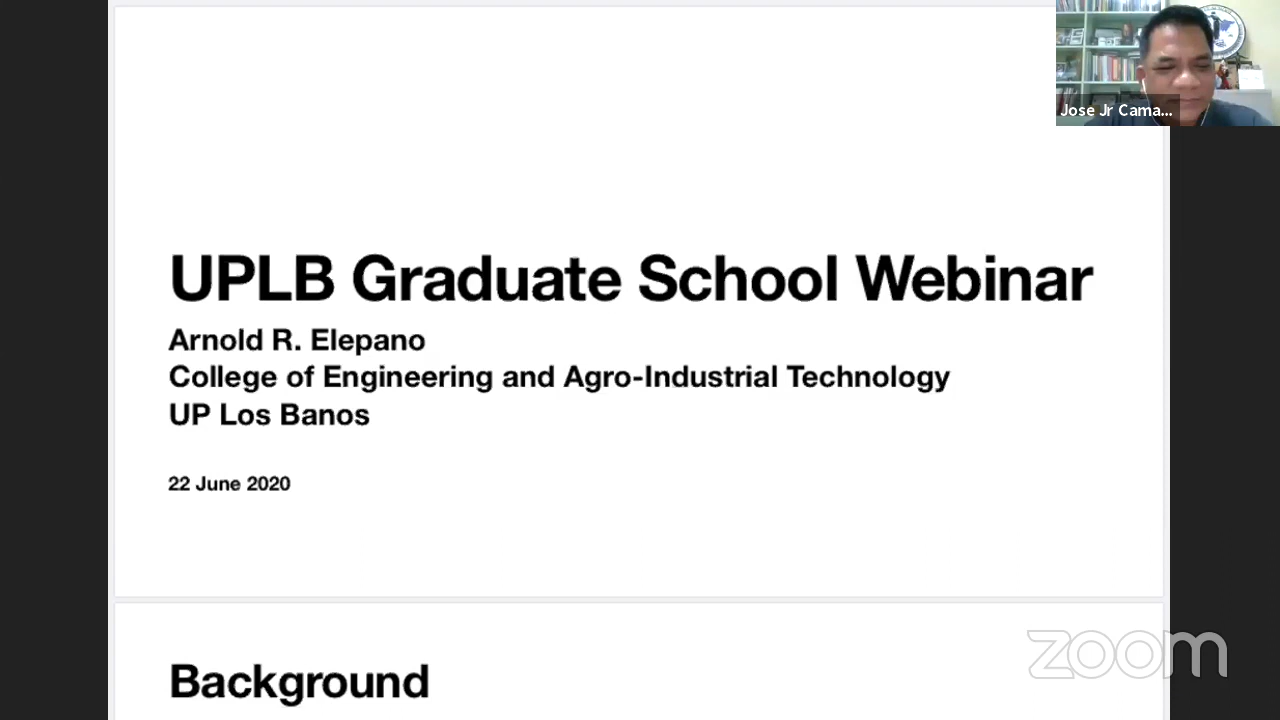 Jose Jr Cama...
UPLB Graduate School Webinar
Arnold R. Elepano
College of Engineering and Agro-Industrial Technology
UP Los Banos
22 June 2020
zoom
Background